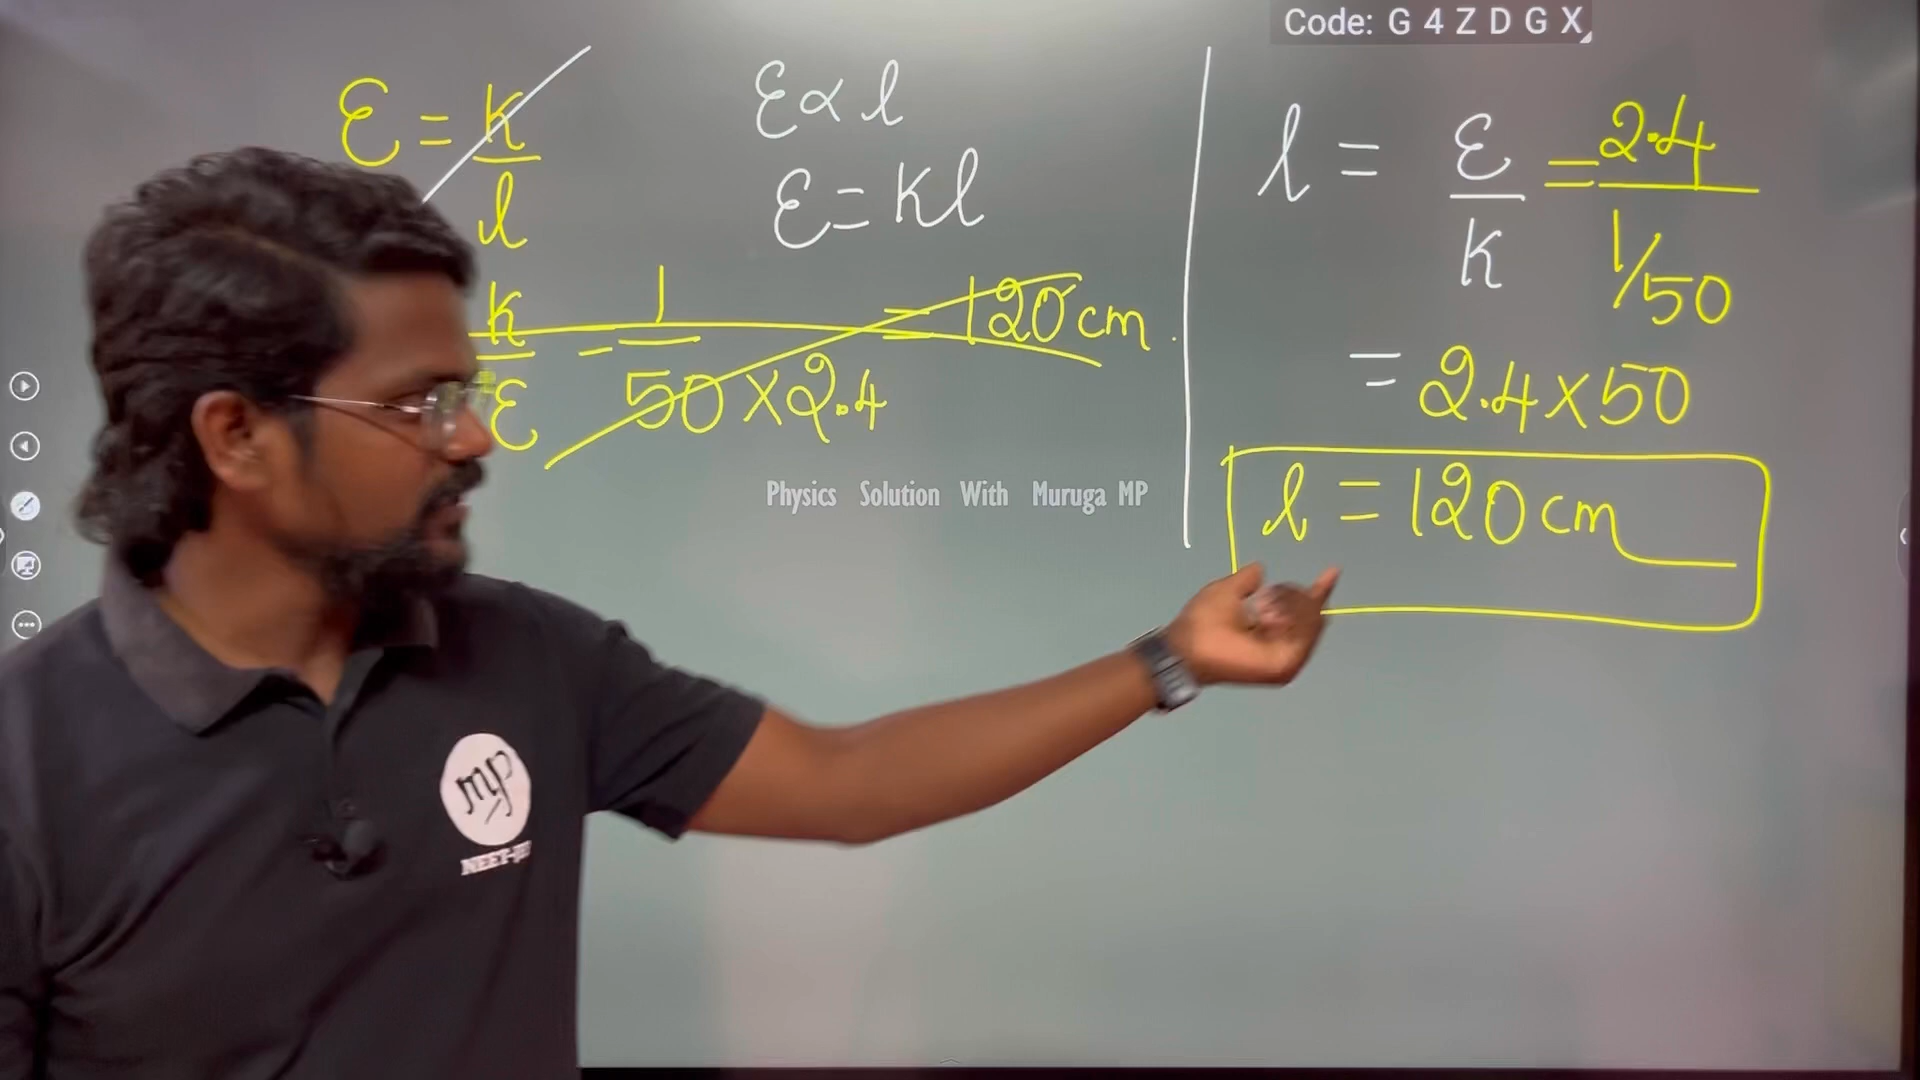 Code: G 4 Z D G X
ε = k/l
k/ε = 1/(50 × 2.4) = 120 cm
ε ∝ l
ε = kl
l = ε/k = 2.4/(1/50)
= 2.4 × 50
l = 120 cm
Physics Solution With Muruga MP
mp
NEET-JEE